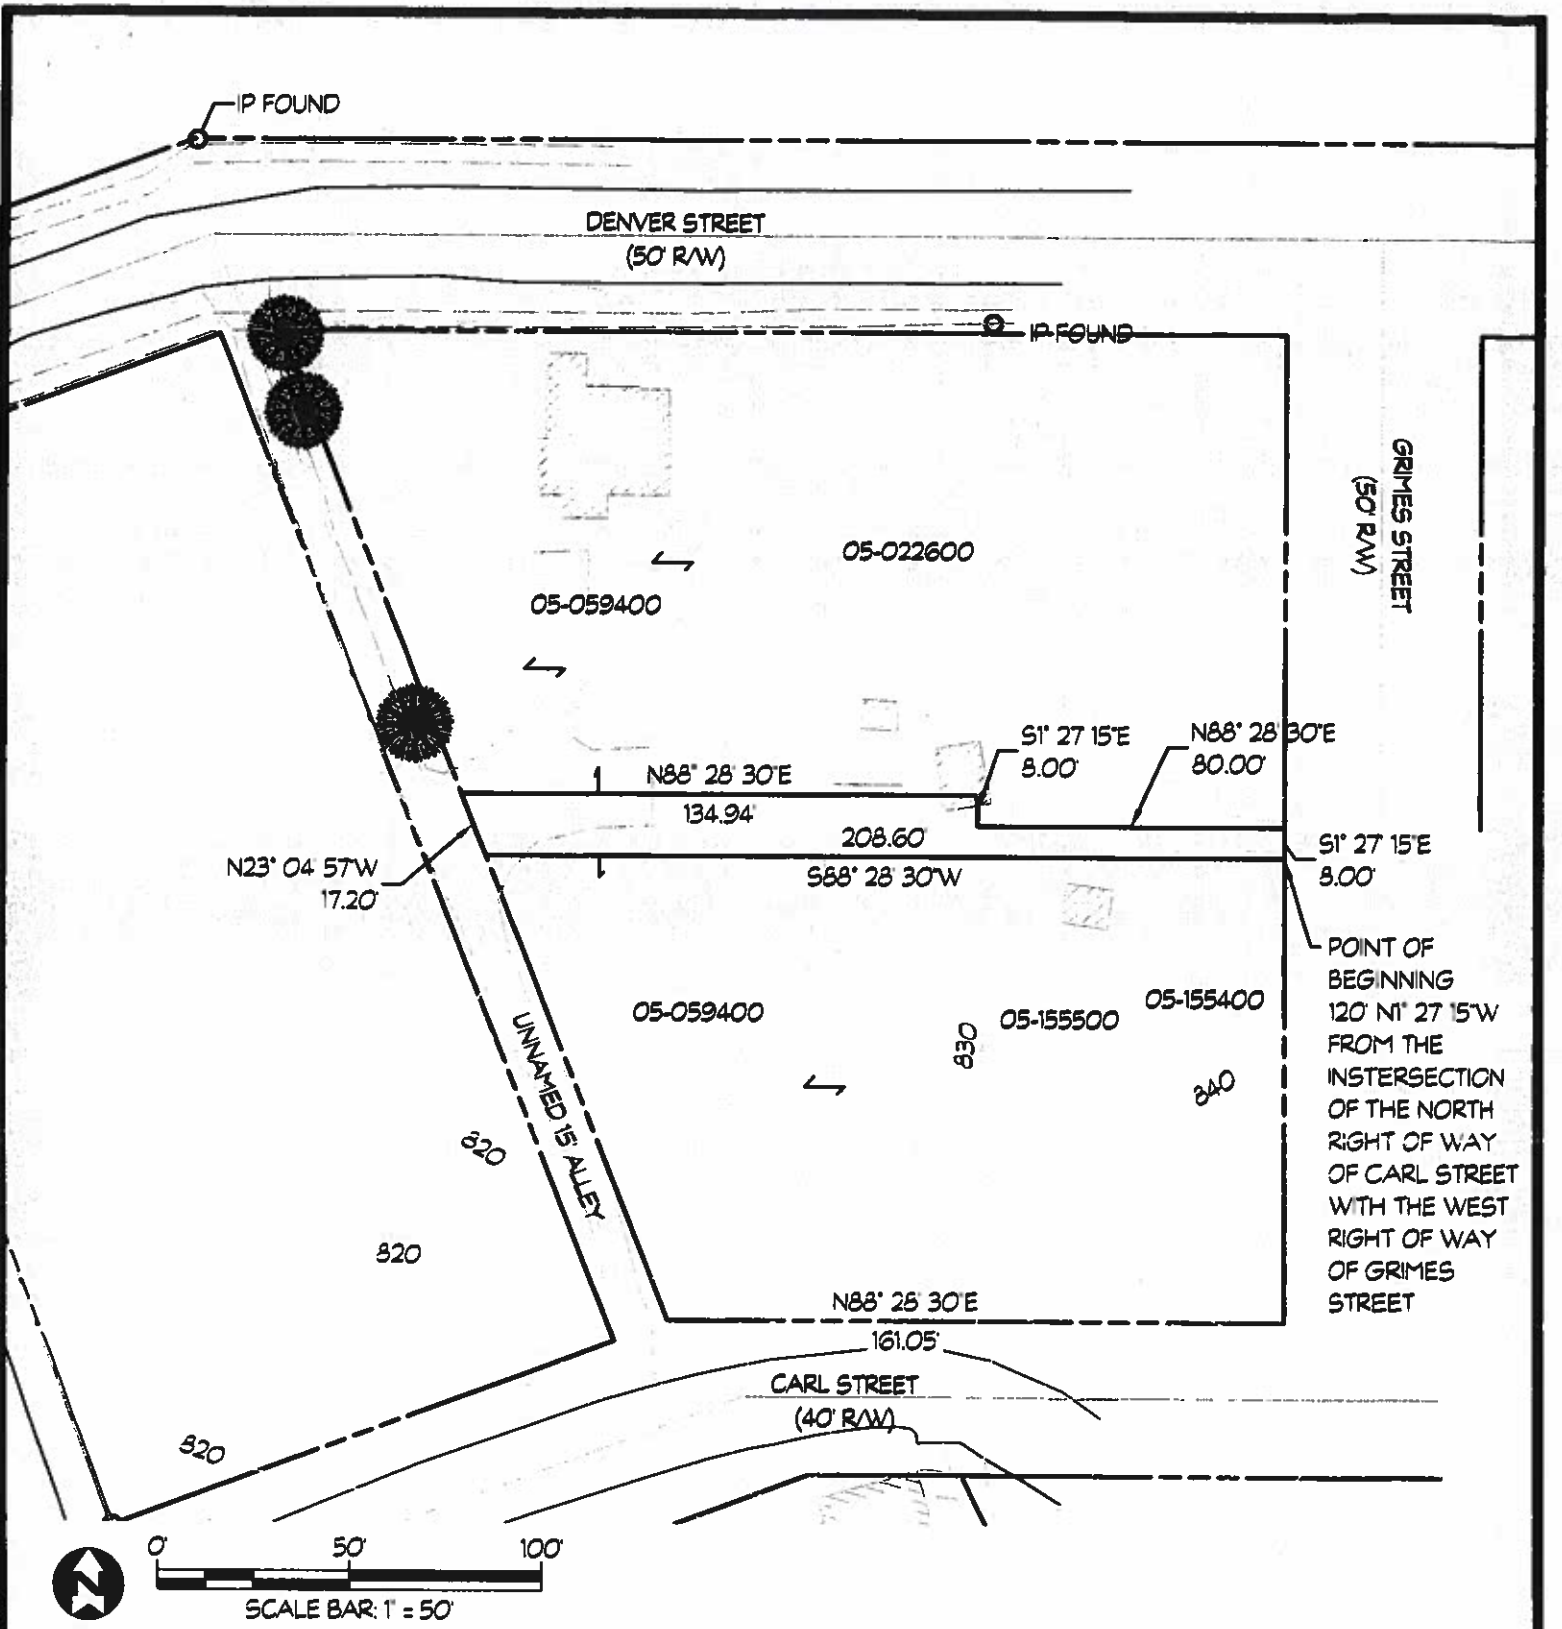 IP FOUND
DENVER STREET
(50' R/W)
IP FOUND
GRIMES STREET
(50' R/W)
05-022600
05-059400
S1° 27 15"E
8.00'
N88° 28' 30"E
80.00'
N88° 28' 30"E
134.94'
208.60'
S88° 28' 30"W
S1° 27' 15"E
8.00'
N23° 04 57"W
17.20'
POINT OF
BEGINNING
120' N1° 27 15"W
FROM THE
INSTERSECTION
OF THE NORTH
RIGHT OF WAY
OF CARL STREET
WITH THE WEST
RIGHT OF WAY
OF GRIMES
STREET
05-059400
05-155500
05-155400
830
840
UNNAMED 15' ALLEY
820
820
820
N88° 28' 30"E
161.05'
CARL STREET
(40' R/W)
N
0' 50' 100'
SCALE BAR: 1" = 50'